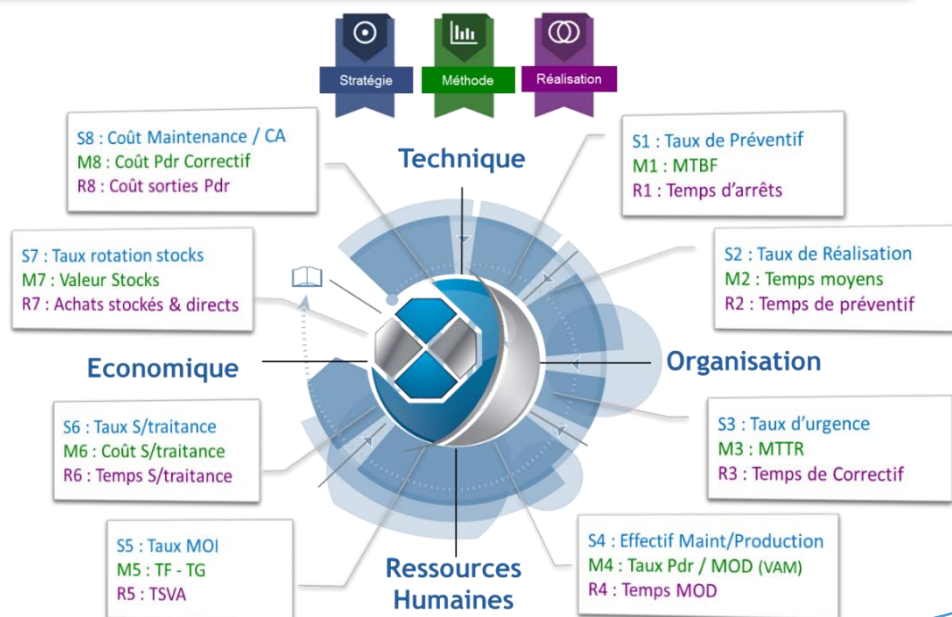 Stratégie
Méthode
Réalisation
S8 : Coût Maintenance / CA
M8 : Coût Pdr Correctif
R8 : Coût sorties Pdr
Technique
S1 : Taux de Préventif
M1 : MTBF
R1 : Temps d'arrêts
S7 : Taux rotation stocks
M7 : Valeur Stocks
R7 : Achats stockés & directs
S2 : Taux de Réalisation
M2 : Temps moyens
R2 : Temps de préventif
Economique
Organisation
S6 : Taux S/traitance
M6 : Coût S/traitance
R6 : Temps S/traitance
S3 : Taux d'urgence
M3 : MTTR
R3 : Temps de Correctif
S5 : Taux MOI
M5 : TF - TG
R5 : TSVA
Ressources
Humaines
S4 : Effectif Maint/Production
M4 : Taux Pdr / MOD (VAM)
R4 : Temps MOD